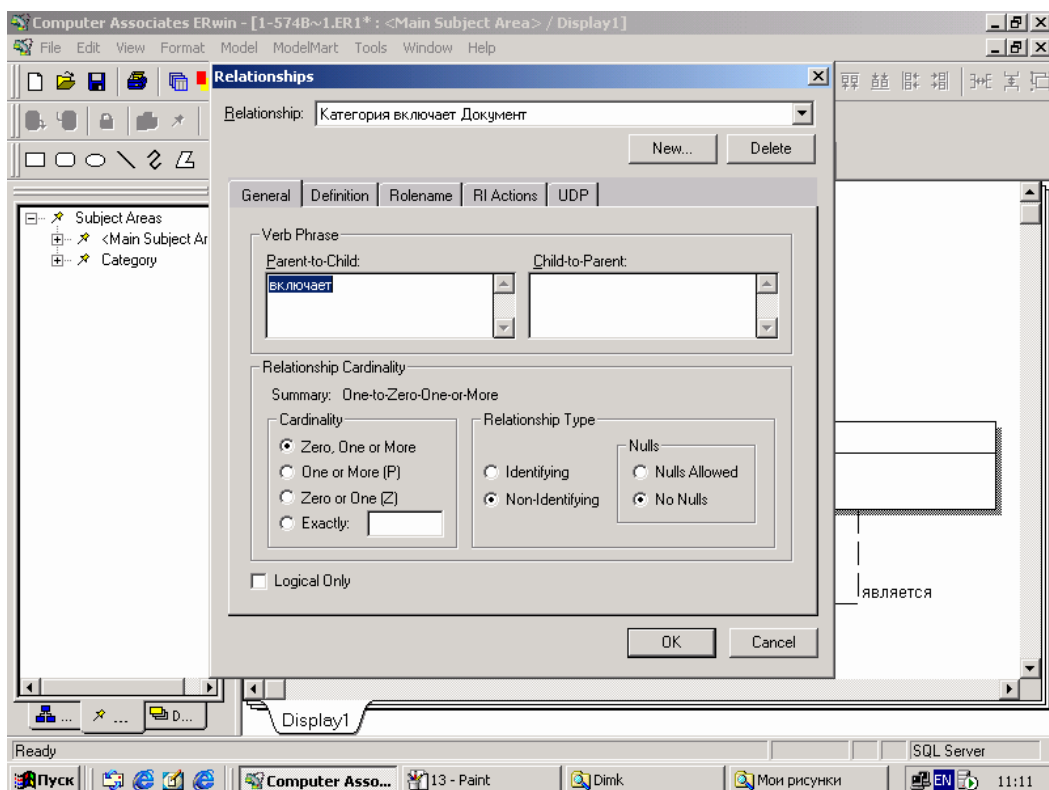 Computer Associates ERwin - [1-574B~1.ER1* : <Main Subject Area> / Display1]
File Edit View Format Model ModelMart Tools Window Help
Relationships
Relationship: Категория включает Документ
New... Delete
General Definition Rolename RI Actions UDP
Subject Areas
<Main Subject Ar
Category
Verb Phrase
Parent-to-Child: Child-to-Parent:
включает
Relationship Cardinality
Summary: One-to-Zero-One-or-More
Cardinality Relationship Type
Zero, One or More Nulls
One or More (P) Identifying Nulls Allowed
Zero or One (Z) Non-Identifying No Nulls
Exactly:
Logical Only
является
OK Cancel
... ... D...
Display1
Ready SQL Server
Пуск Computer Asso... 13 - Paint Dimk Мои рисунки EN 11:11